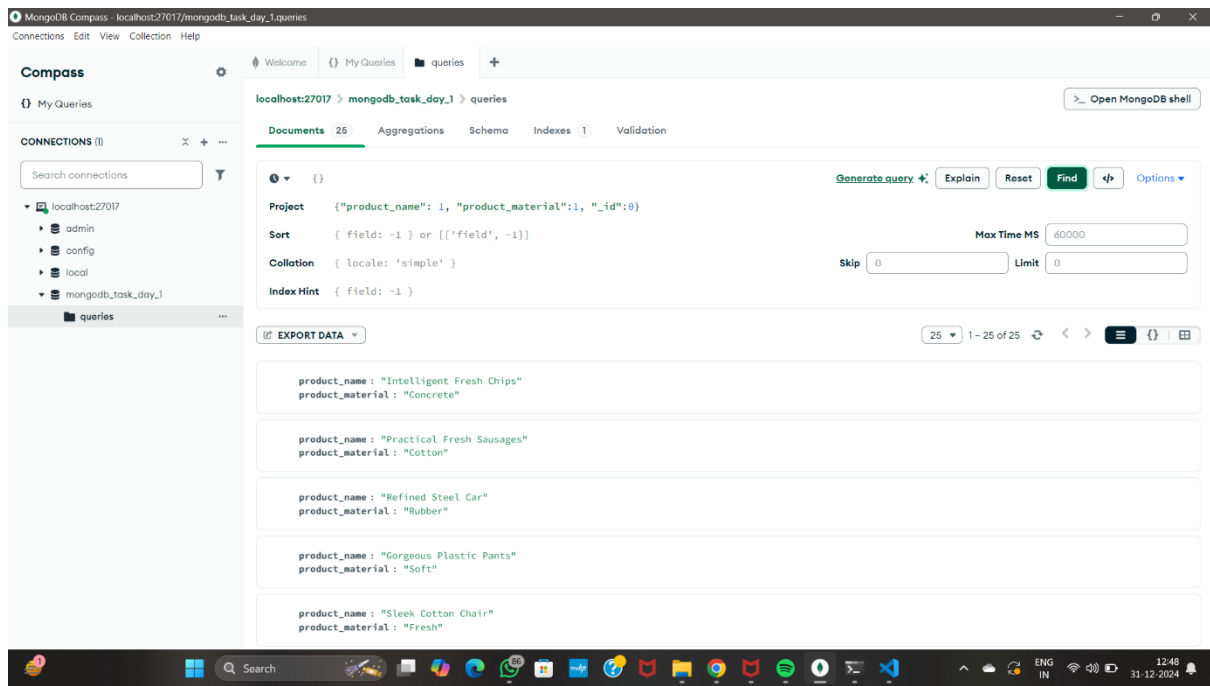 MongoDB Compass - localhost:27017/mongodb_task_day_1.queries
Connections Edit View Collection Help
Compass
{} My Queries
CONNECTIONS (1)
Search connections
localhost:27017
admin
config
local
mongodb_task_day_1
queries
Welcome {} My Queries queries
localhost:27017 > mongodb_task_day_1 > queries
>_ Open MongoDB shell
Documents 25 Aggregations Schema Indexes 1 Validation
{} Generate query Explain Reset Find </> Options
Project {"product_name": 1, "product_material":1, "_id":0}
Sort { field: -1 } or [['field', -1]] Max Time MS 60000
Collation { locale: 'simple' } Skip 0 Limit 0
Index Hint { field: -1 }
EXPORT DATA 25 1 – 25 of 25 {}
product_name : "Intelligent Fresh Chips"
product_material : "Concrete"
product_name : "Practical Fresh Sausages"
product_material : "Cotton"
product_name : "Refined Steel Car"
product_material : "Rubber"
product_name : "Gorgeous Plastic Pants"
product_material : "Soft"
product_name : "Sleek Cotton Chair"
product_material : "Fresh"
1 Search 86 ENG 12:48
IN 31-12-2024